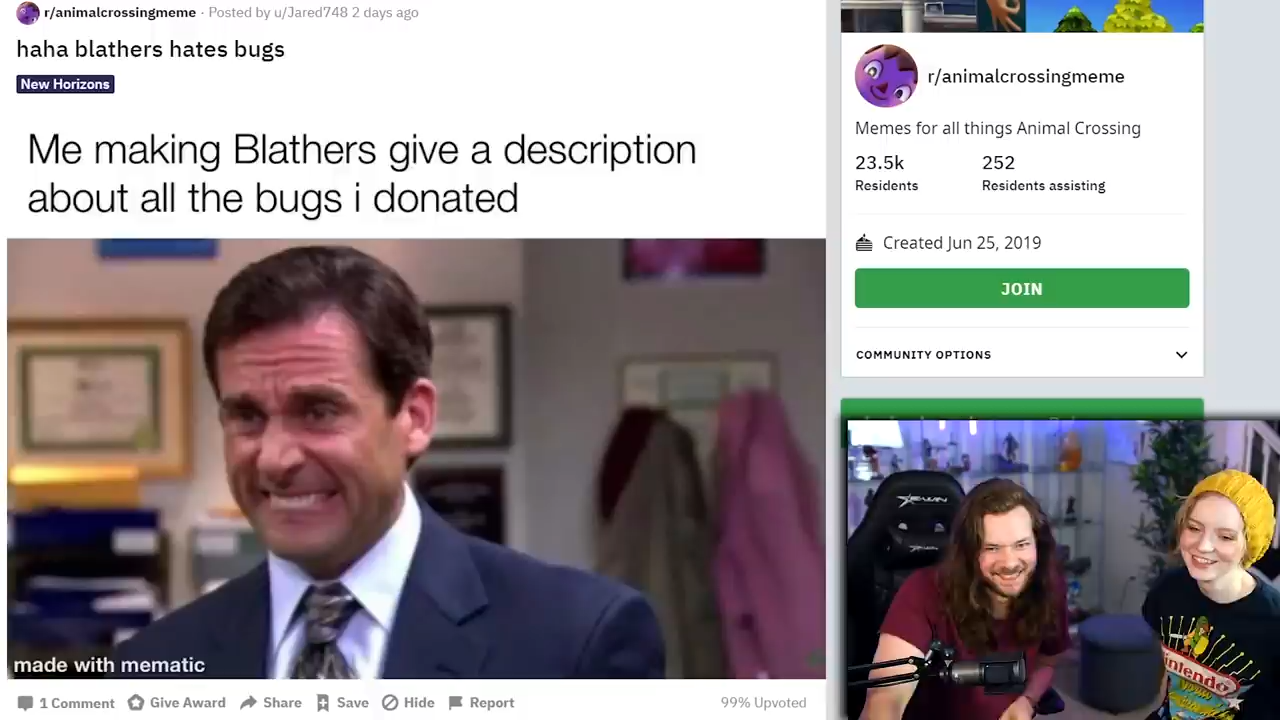 r/animalcrossingmeme · Posted by u/Jared748 2 days ago
haha blathers hates bugs
New Horizons
Me making Blathers give a description
about all the bugs i donated
made with mematic
1 Comment
Give Award
Share
Save
Hide
Report
99% Upvoted
r/animalcrossingmeme
Memes for all things Animal Crossing
23.5k
252
Residents
Residents assisting
Created Jun 25, 2019
JOIN
COMMUNITY OPTIONS
EWIN
Nintendo